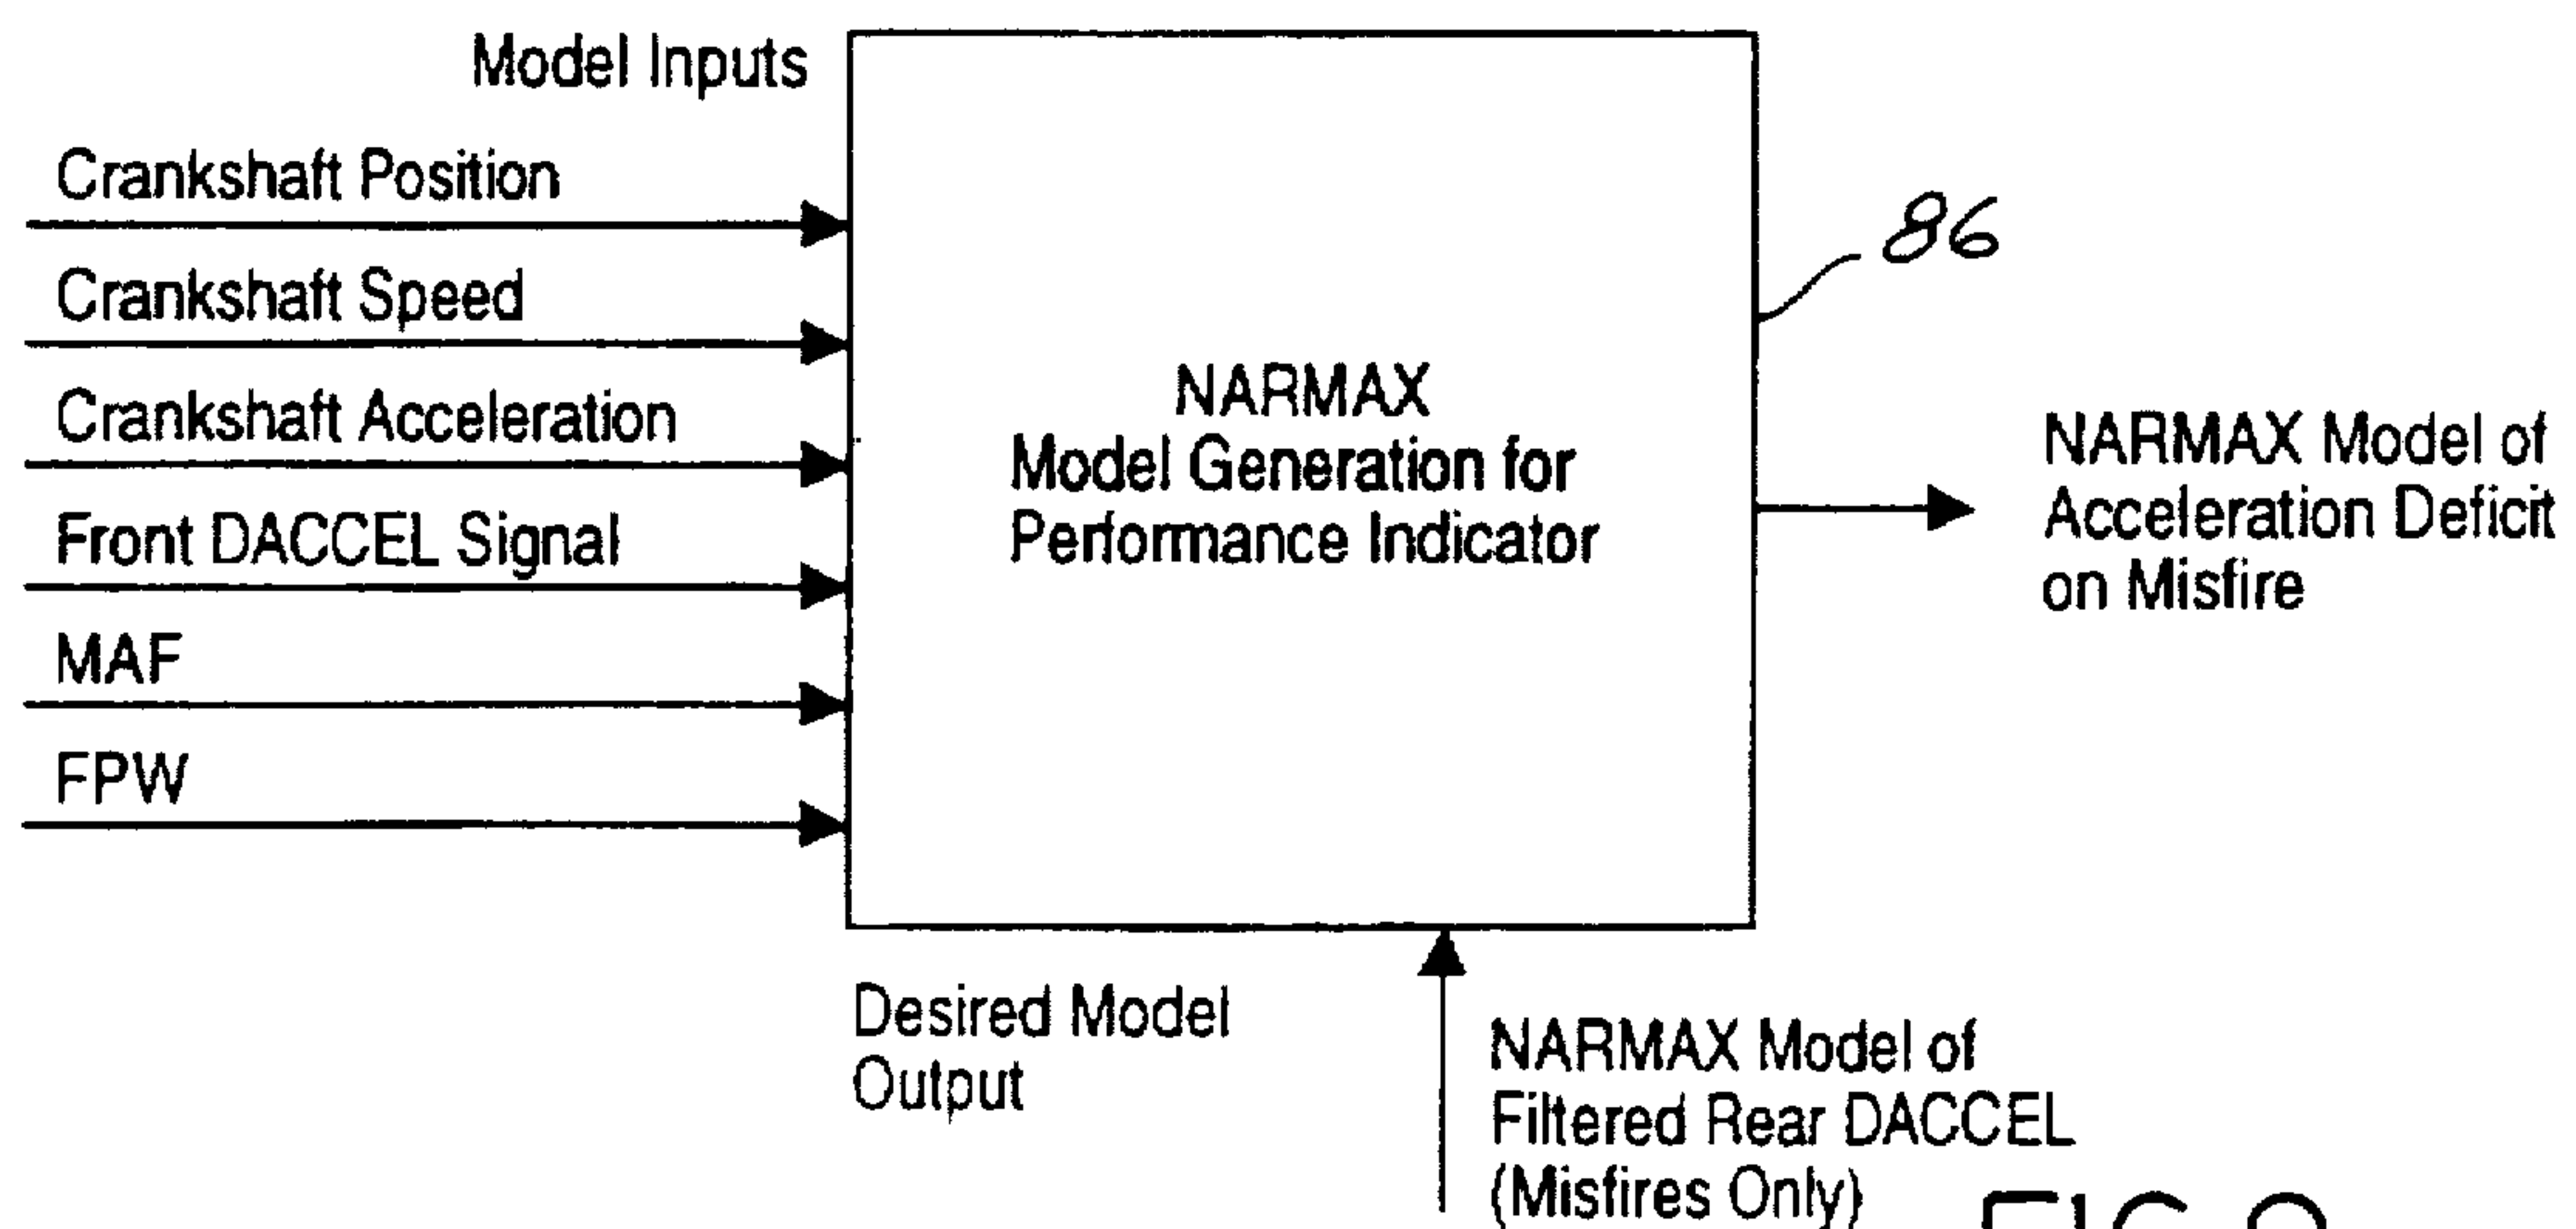 Model Inputs
Crankshaft Position
Crankshaft Speed
Crankshaft Acceleration
Front DACCEL Signal
MAF
FPW
NARMAX
Model Generation for
Performance Indicator
86
NARMAX Model of
Acceleration Deficit
on Misfire
Desired Model
Output
NARMAX Model of
Filtered Rear DACCEL
(Misfires Only)